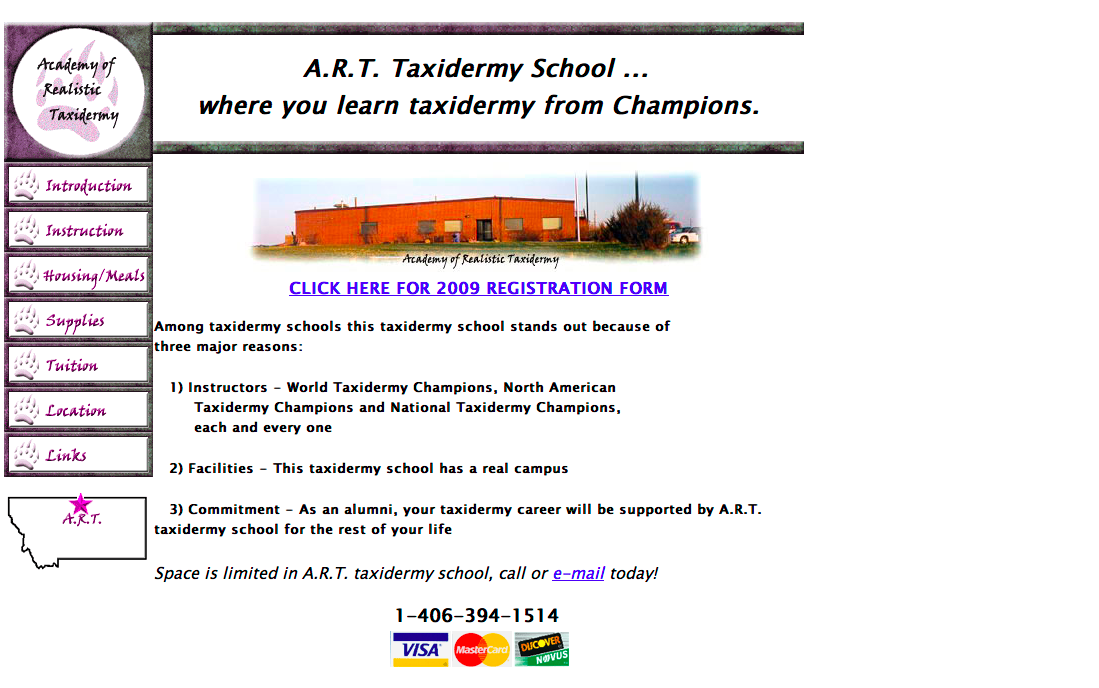 Academy of
Realistic
Taxidermy
A.R.T. Taxidermy School ...
where you learn taxidermy from Champions.
Introduction
Instruction
Housing/Meals
Supplies
Tuition
Location
Links
A.R.T.
Academy of Realistic Taxidermy
CLICK HERE FOR 2009 REGISTRATION FORM
Among taxidermy schools this taxidermy school stands out because of
three major reasons:
1) Instructors - World Taxidermy Champions, North American
Taxidermy Champions and National Taxidermy Champions,
each and every one
2) Facilities - This taxidermy school has a real campus
3) Commitment - As an alumni, your taxidermy career will be supported by A.R.T.
taxidermy school for the rest of your life
Space is limited in A.R.T. taxidermy school, call or e-mail today!
1-406-394-1514
VISA MasterCard DISCOVER
NOVUS